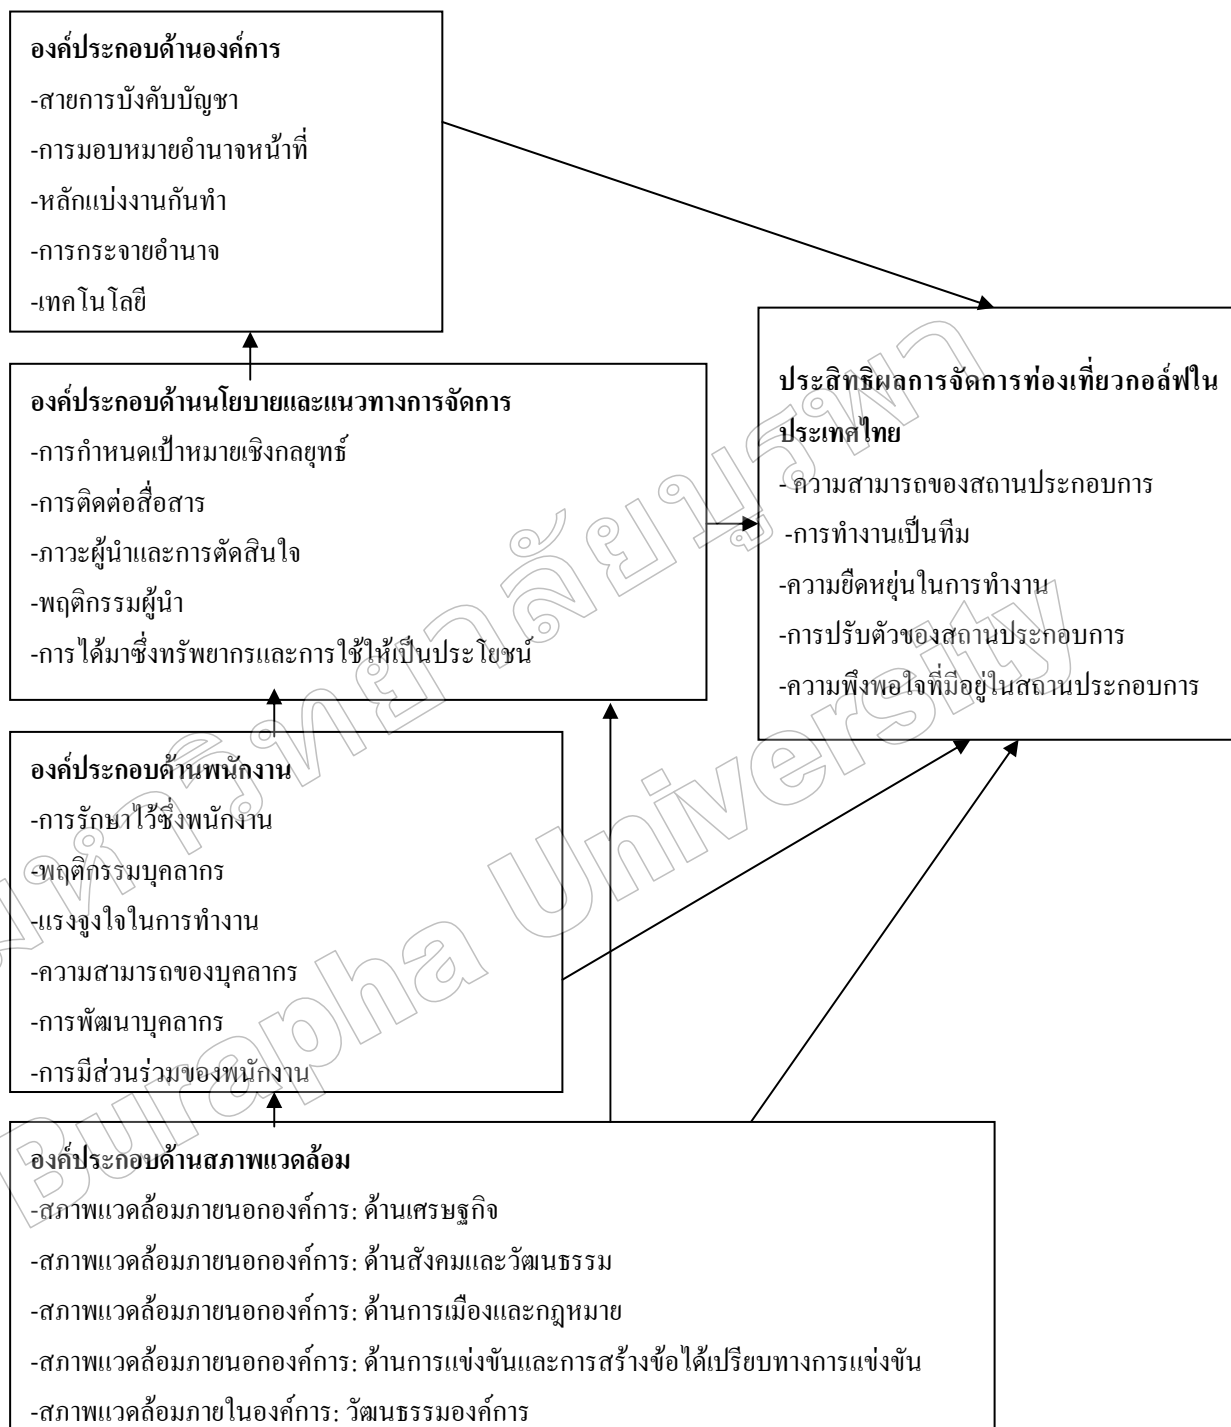 องค์ประกอบด้านองค์การ
-สายการบังคับบัญชา
-การมอบหมายอำนาจหน้าที่
-หลักแบ่งงานกันทำ
-การกระจายอำนาจ
-เทคโนโลยี
องค์ประกอบด้านนโยบายและแนวทางการจัดการ
-การกำหนดเป้าหมายเชิงกลยุทธ์
-การติดต่อสื่อสาร
-ภาวะผู้นำและการตัดสินใจ
-พฤติกรรมผู้นำ
-การได้มาซึ่งทรัพยากรและการใช้ให้เป็นประโยชน์
ประสิทธิผลการจัดการท่องเที่ยวกอล์ฟใน
ประเทศไทย
- ความสามารถของสถานประกอบการ
-การทำงานเป็นทีม
-ความยืดหยุ่นในการทำงาน
-การปรับตัวของสถานประกอบการ
-ความพึงพอใจที่มีอยู่ในสถานประกอบการ
องค์ประกอบด้านพนักงาน
-การรักษาไว้ซึ่งพนักงาน
-พฤติกรรมบุคลากร
-แรงจูงใจในการทำงาน
-ความสามารถของบุคลากร
-การพัฒนาบุคลากร
-การมีส่วนร่วมของพนักงาน
องค์ประกอบด้านสภาพแวดล้อม
-สภาพแวดล้อมภายนอกองค์การ: ด้านเศรษฐกิจ
-สภาพแวดล้อมภายนอกองค์การ: ด้านสังคมและวัฒนธรรม
-สภาพแวดล้อมภายนอกองค์การ: ด้านการเมืองและกฎหมาย
-สภาพแวดล้อมภายนอกองค์การ: ด้านการแข่งขันและการสร้างข้อได้เปรียบทางการแข่งขัน
-สภาพแวดล้อมภายในองค์การ: วัฒนธรรมองค์การ
มหาวิทยาลัยบูรพา
Burapha University